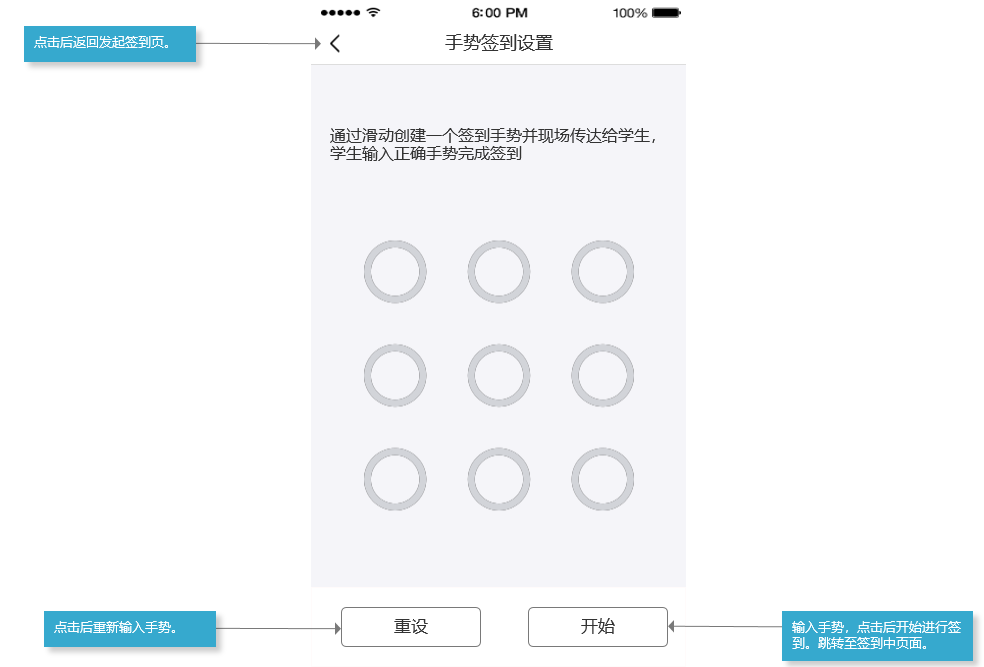 6:00 PM
100%
点击后返回发起签到页。
手势签到设置
通过滑动创建一个签到手势并现场传达给学生，
学生输入正确手势完成签到
点击后重新输入手势。
重设
开始
输入手势，点击后开始进行签
到。跳转至签到中页面。